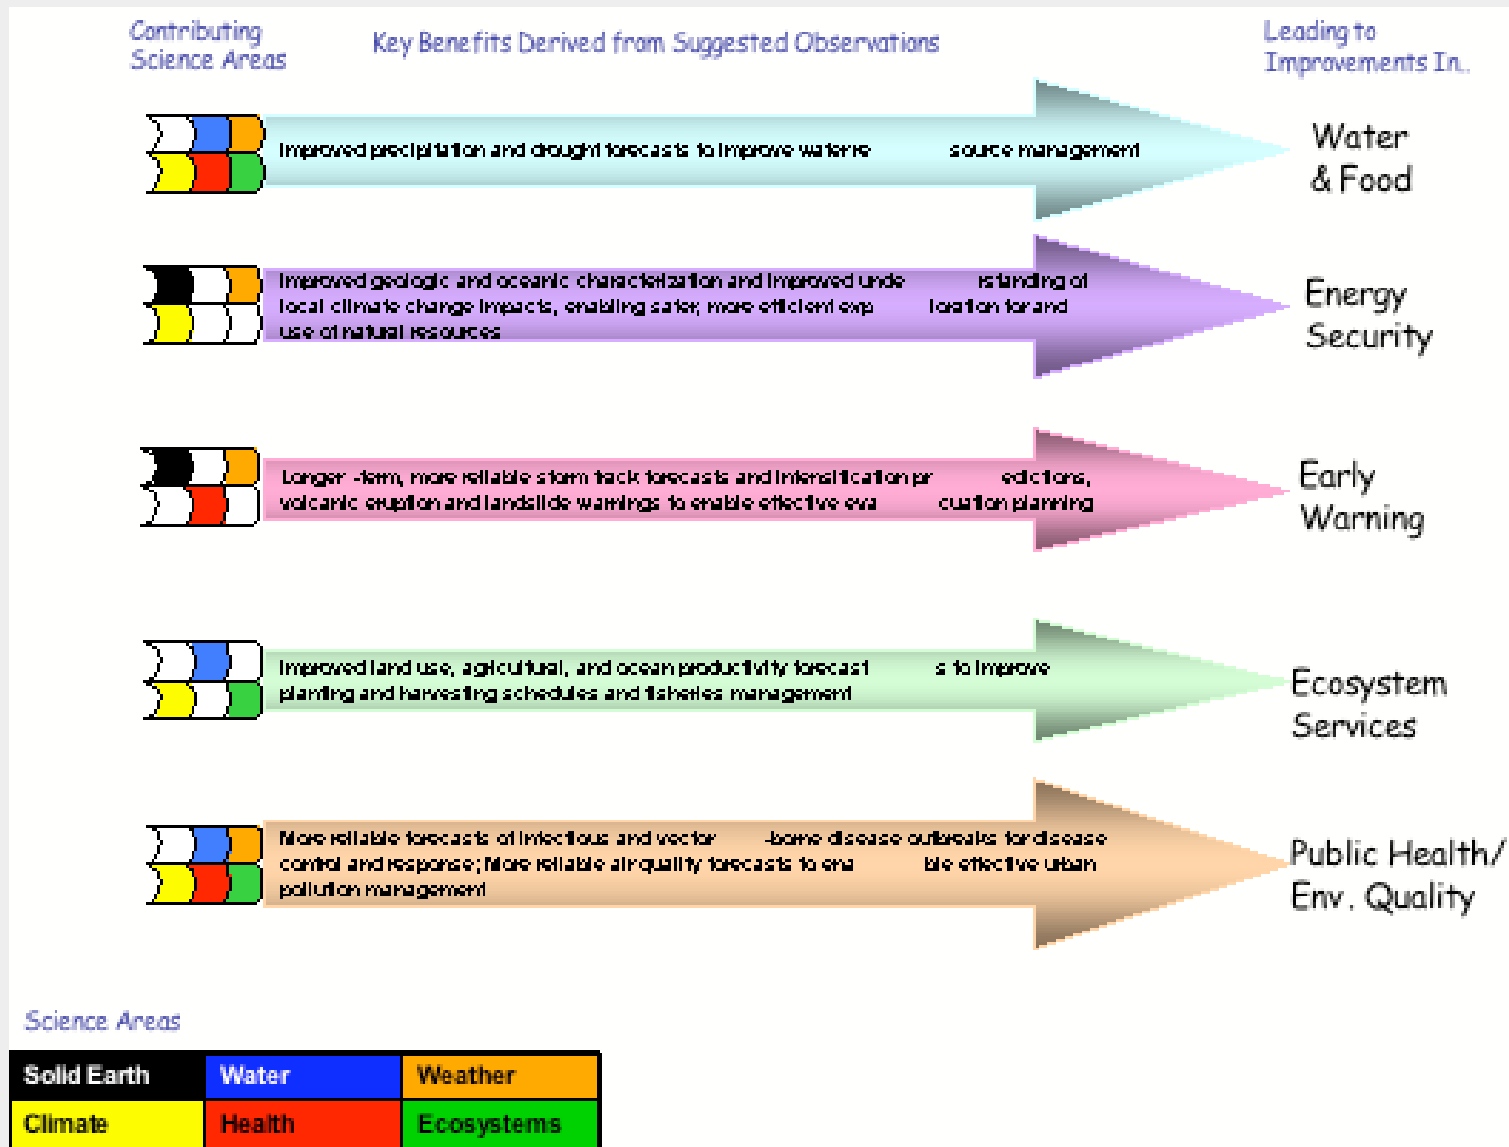 Contributing
Science Areas
Key Benefits Derived from Suggested Observations
Leading to
Improvements In..
Improved precipitation and drought forecasts to improve water re source management
Water
& Food
Improved geologic and oceanic characterization and improved unde rstanding of
local climate change impacts, enabling safer, more efficient exp loration for and
use of natural resources
Energy
Security
Longer -term, more reliable storm track forecasts and intensification pr edictions,
volcanic eruption and landslide warnings to enable effective eva cuation planning
Early
Warning
Improved land use, agricultural, and ocean productivity forecast s to improve
planting and harvesting schedules and fisheries management
Ecosystem
Services
More reliable forecasts of infectious and vector -borne disease outbreaks for disease
control and response; More reliable air quality forecasts to ena ble effective urban
pollution management
Public Health/
Env. Quality
Science Areas
Solid Earth Water Weather
Climate Health Ecosystems